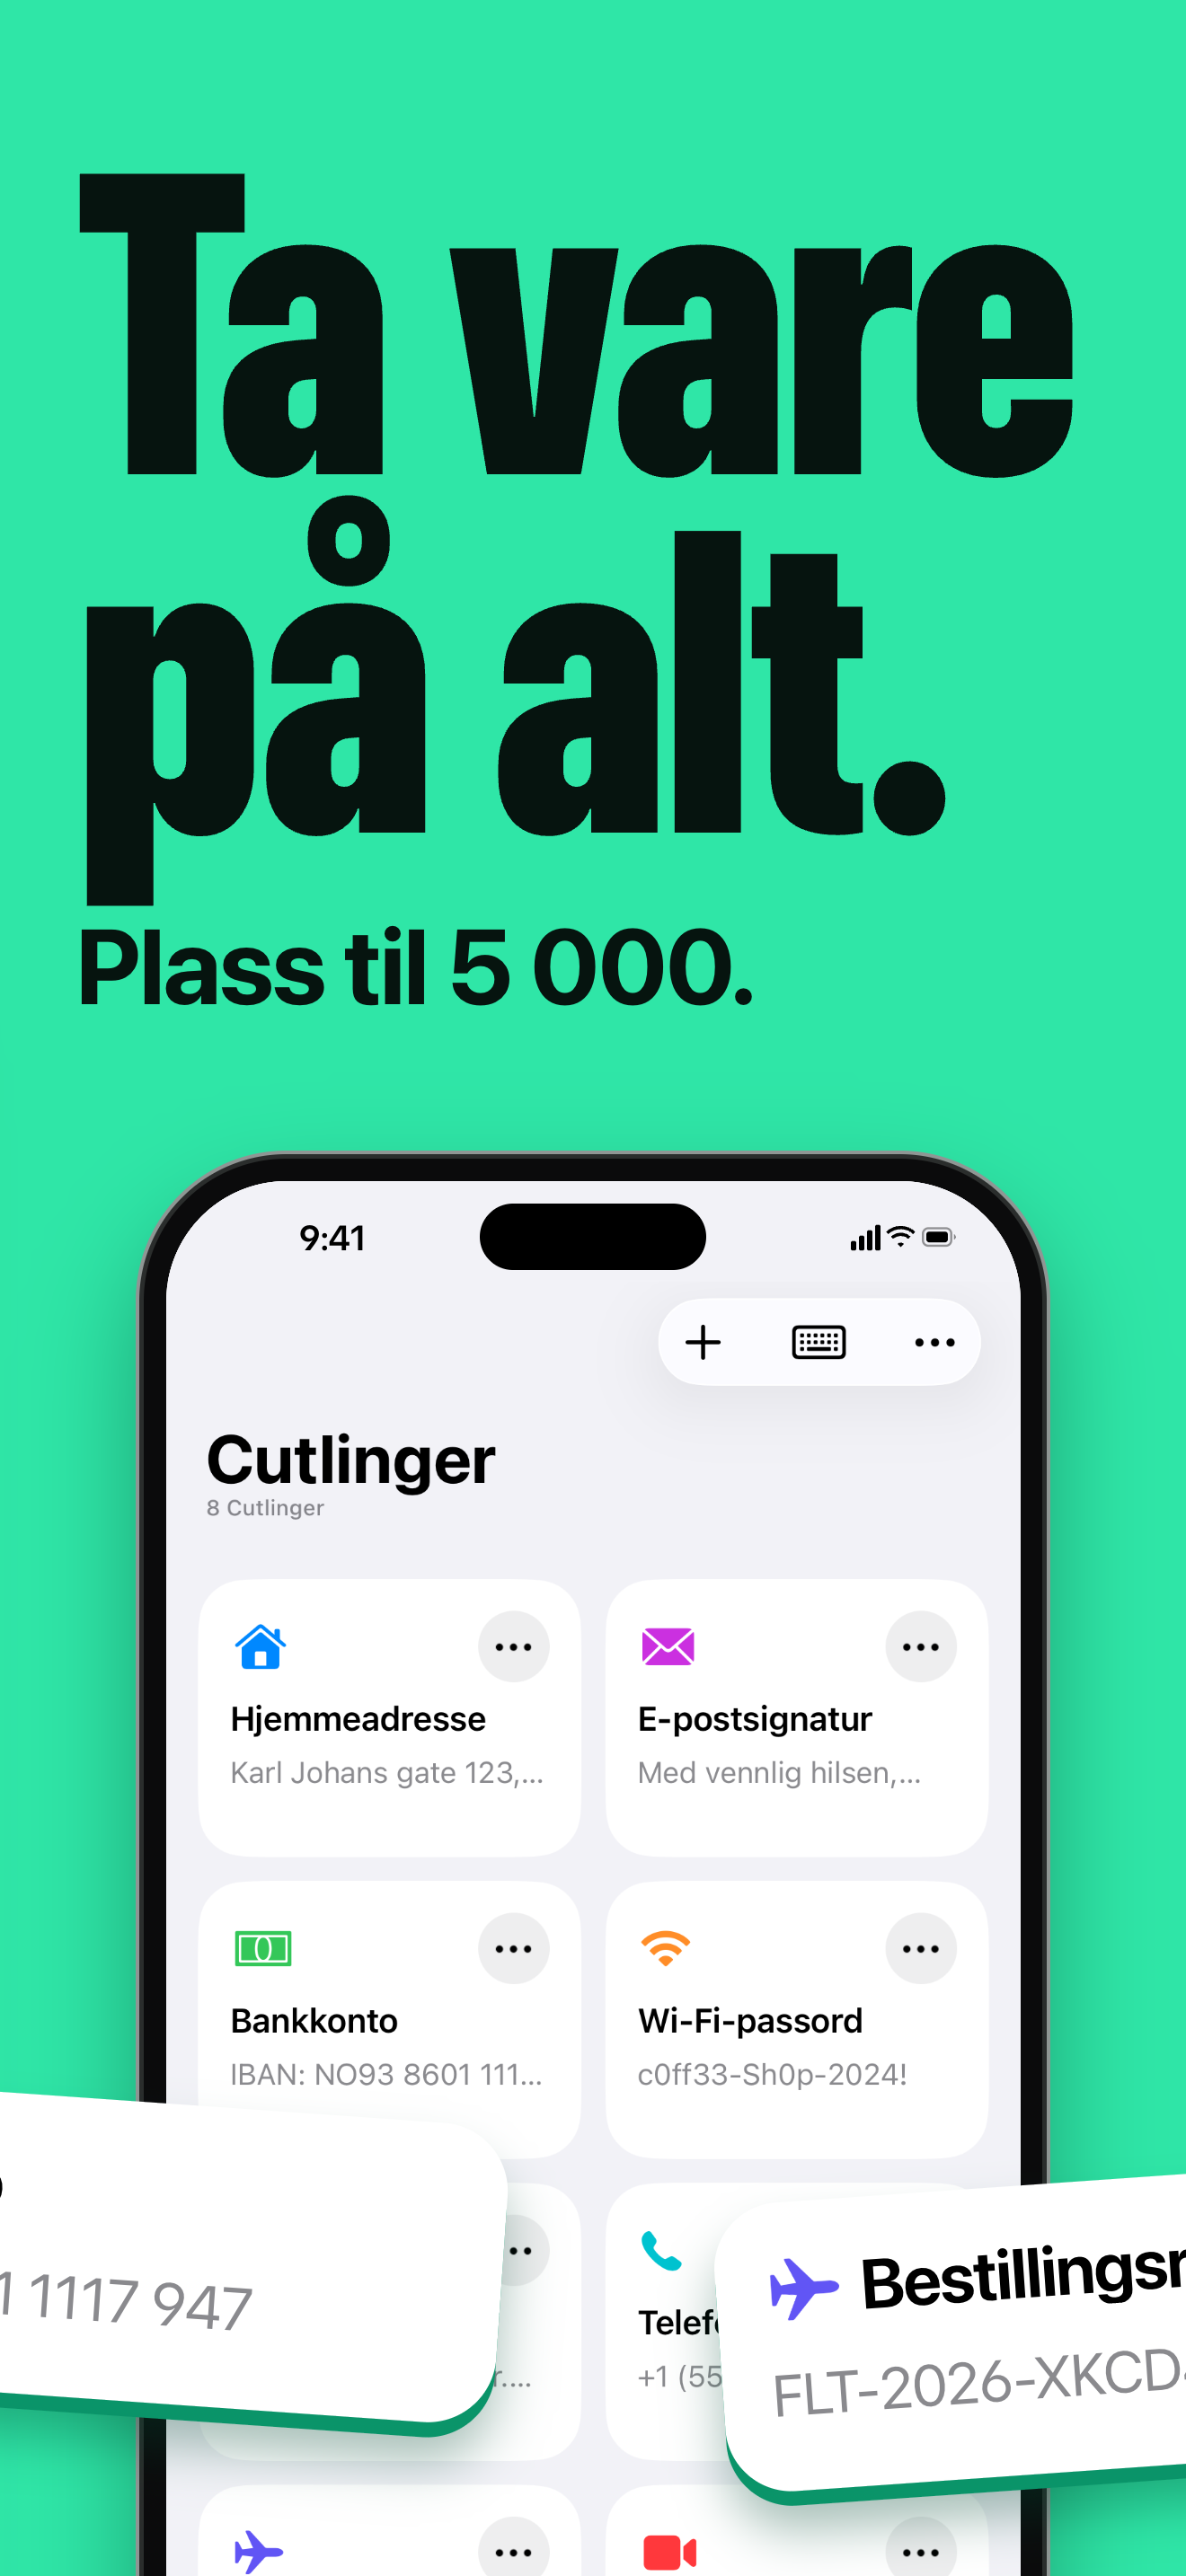 Ta vare
på alt.
Plass til 5 000.
9:41
Cutlinger
8 Cutlinger
Hjemmeadresse
Karl Johans gate 123,...
E-postsignatur
Med vennlig hilsen,...
Bankkonto
IBAN: NO93 8601 111...
Wi-Fi-passord
c0ff33-Sh0p-2024!
1117 947
+1 (55
FLT-2026-XKCD